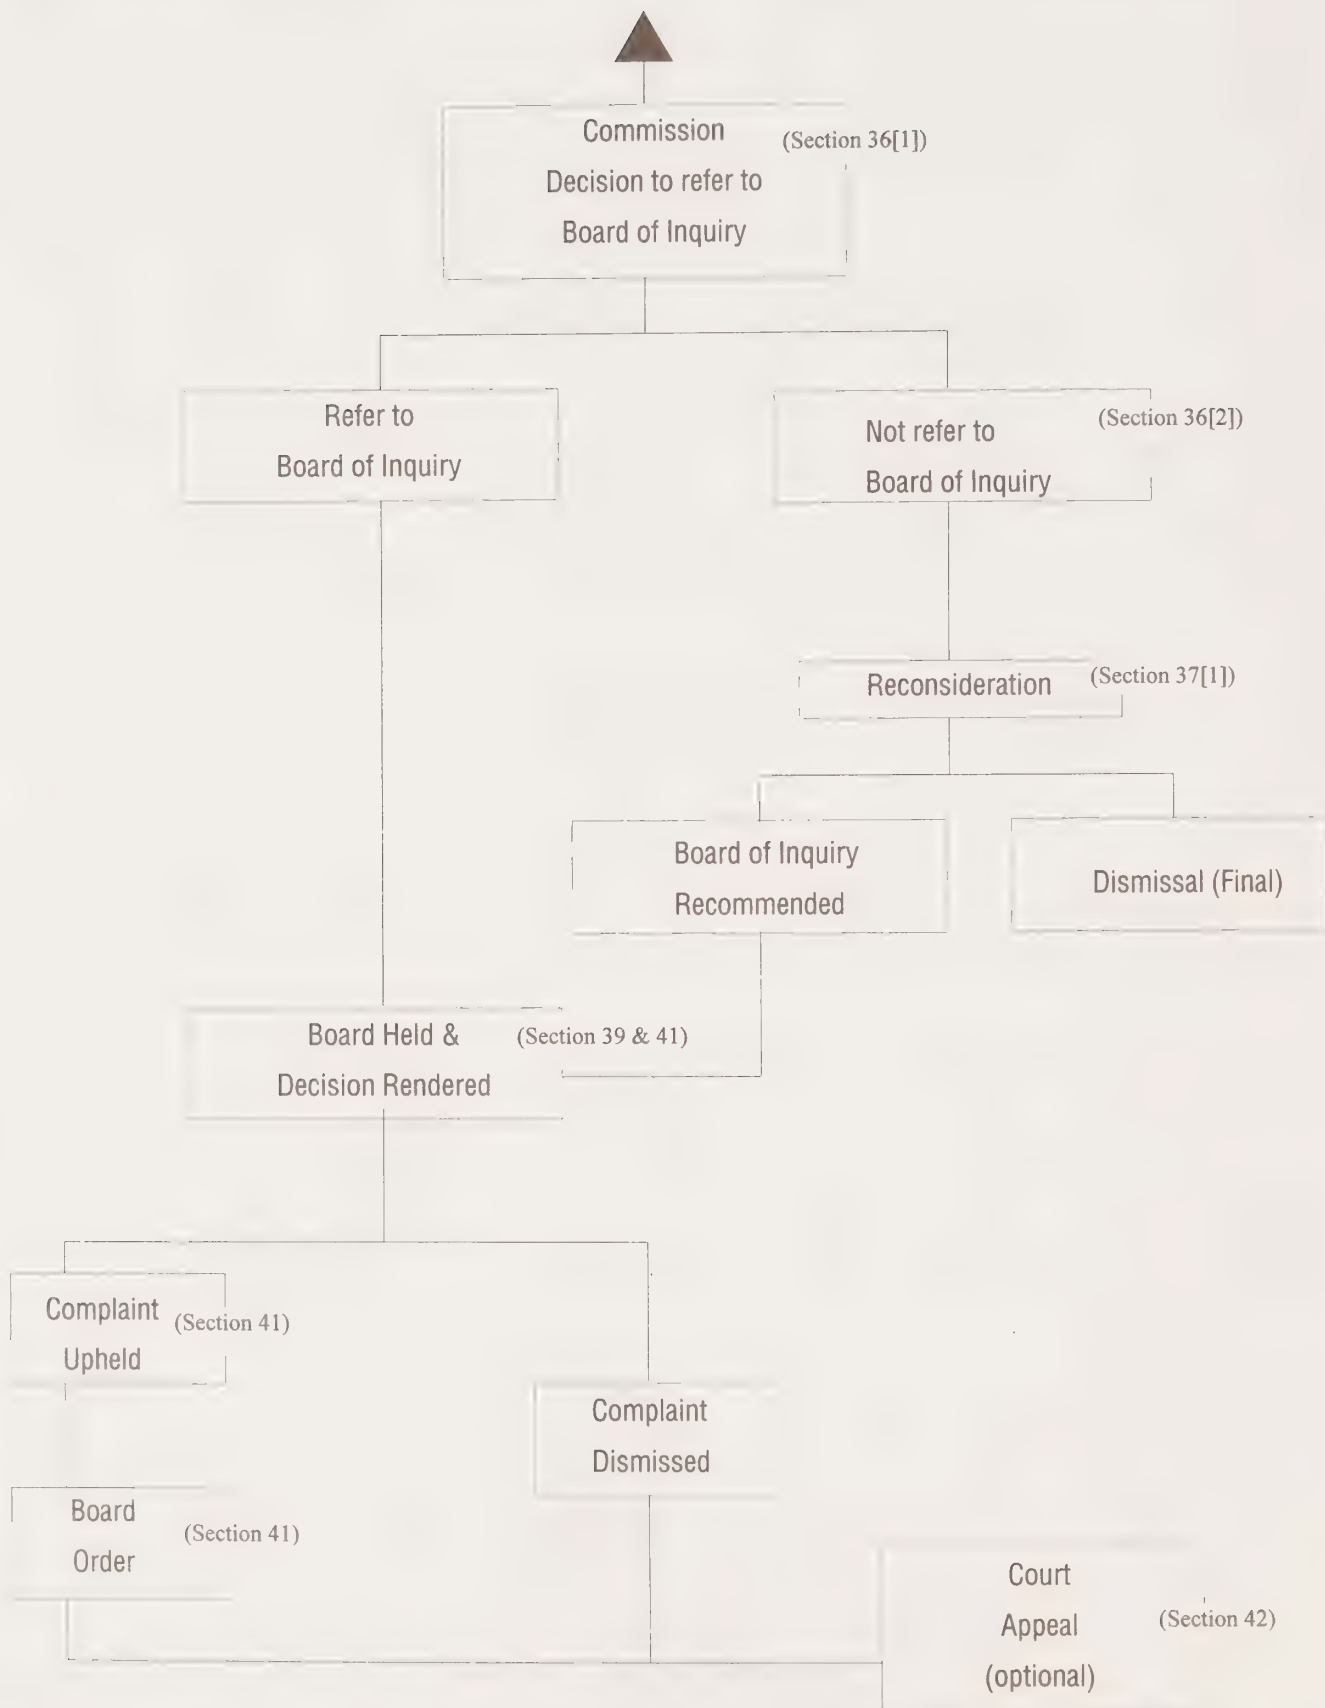 Commission
(Section 36[1])
Decision to refer to
Board of Inquiry
Refer to
Board of Inquiry
Not refer to
(Section 36[2])
Board of Inquiry
Reconsideration
(Section 37[1])
Board of Inquiry
Recommended
Dismissal (Final)
Board Held &
(Section 39 & 41)
Decision Rendered
Complaint
(Section 41)
Upheld
Complaint
Dismissed
Board
(Section 41)
Order
Court
Appeal
(Section 42)
(optional)